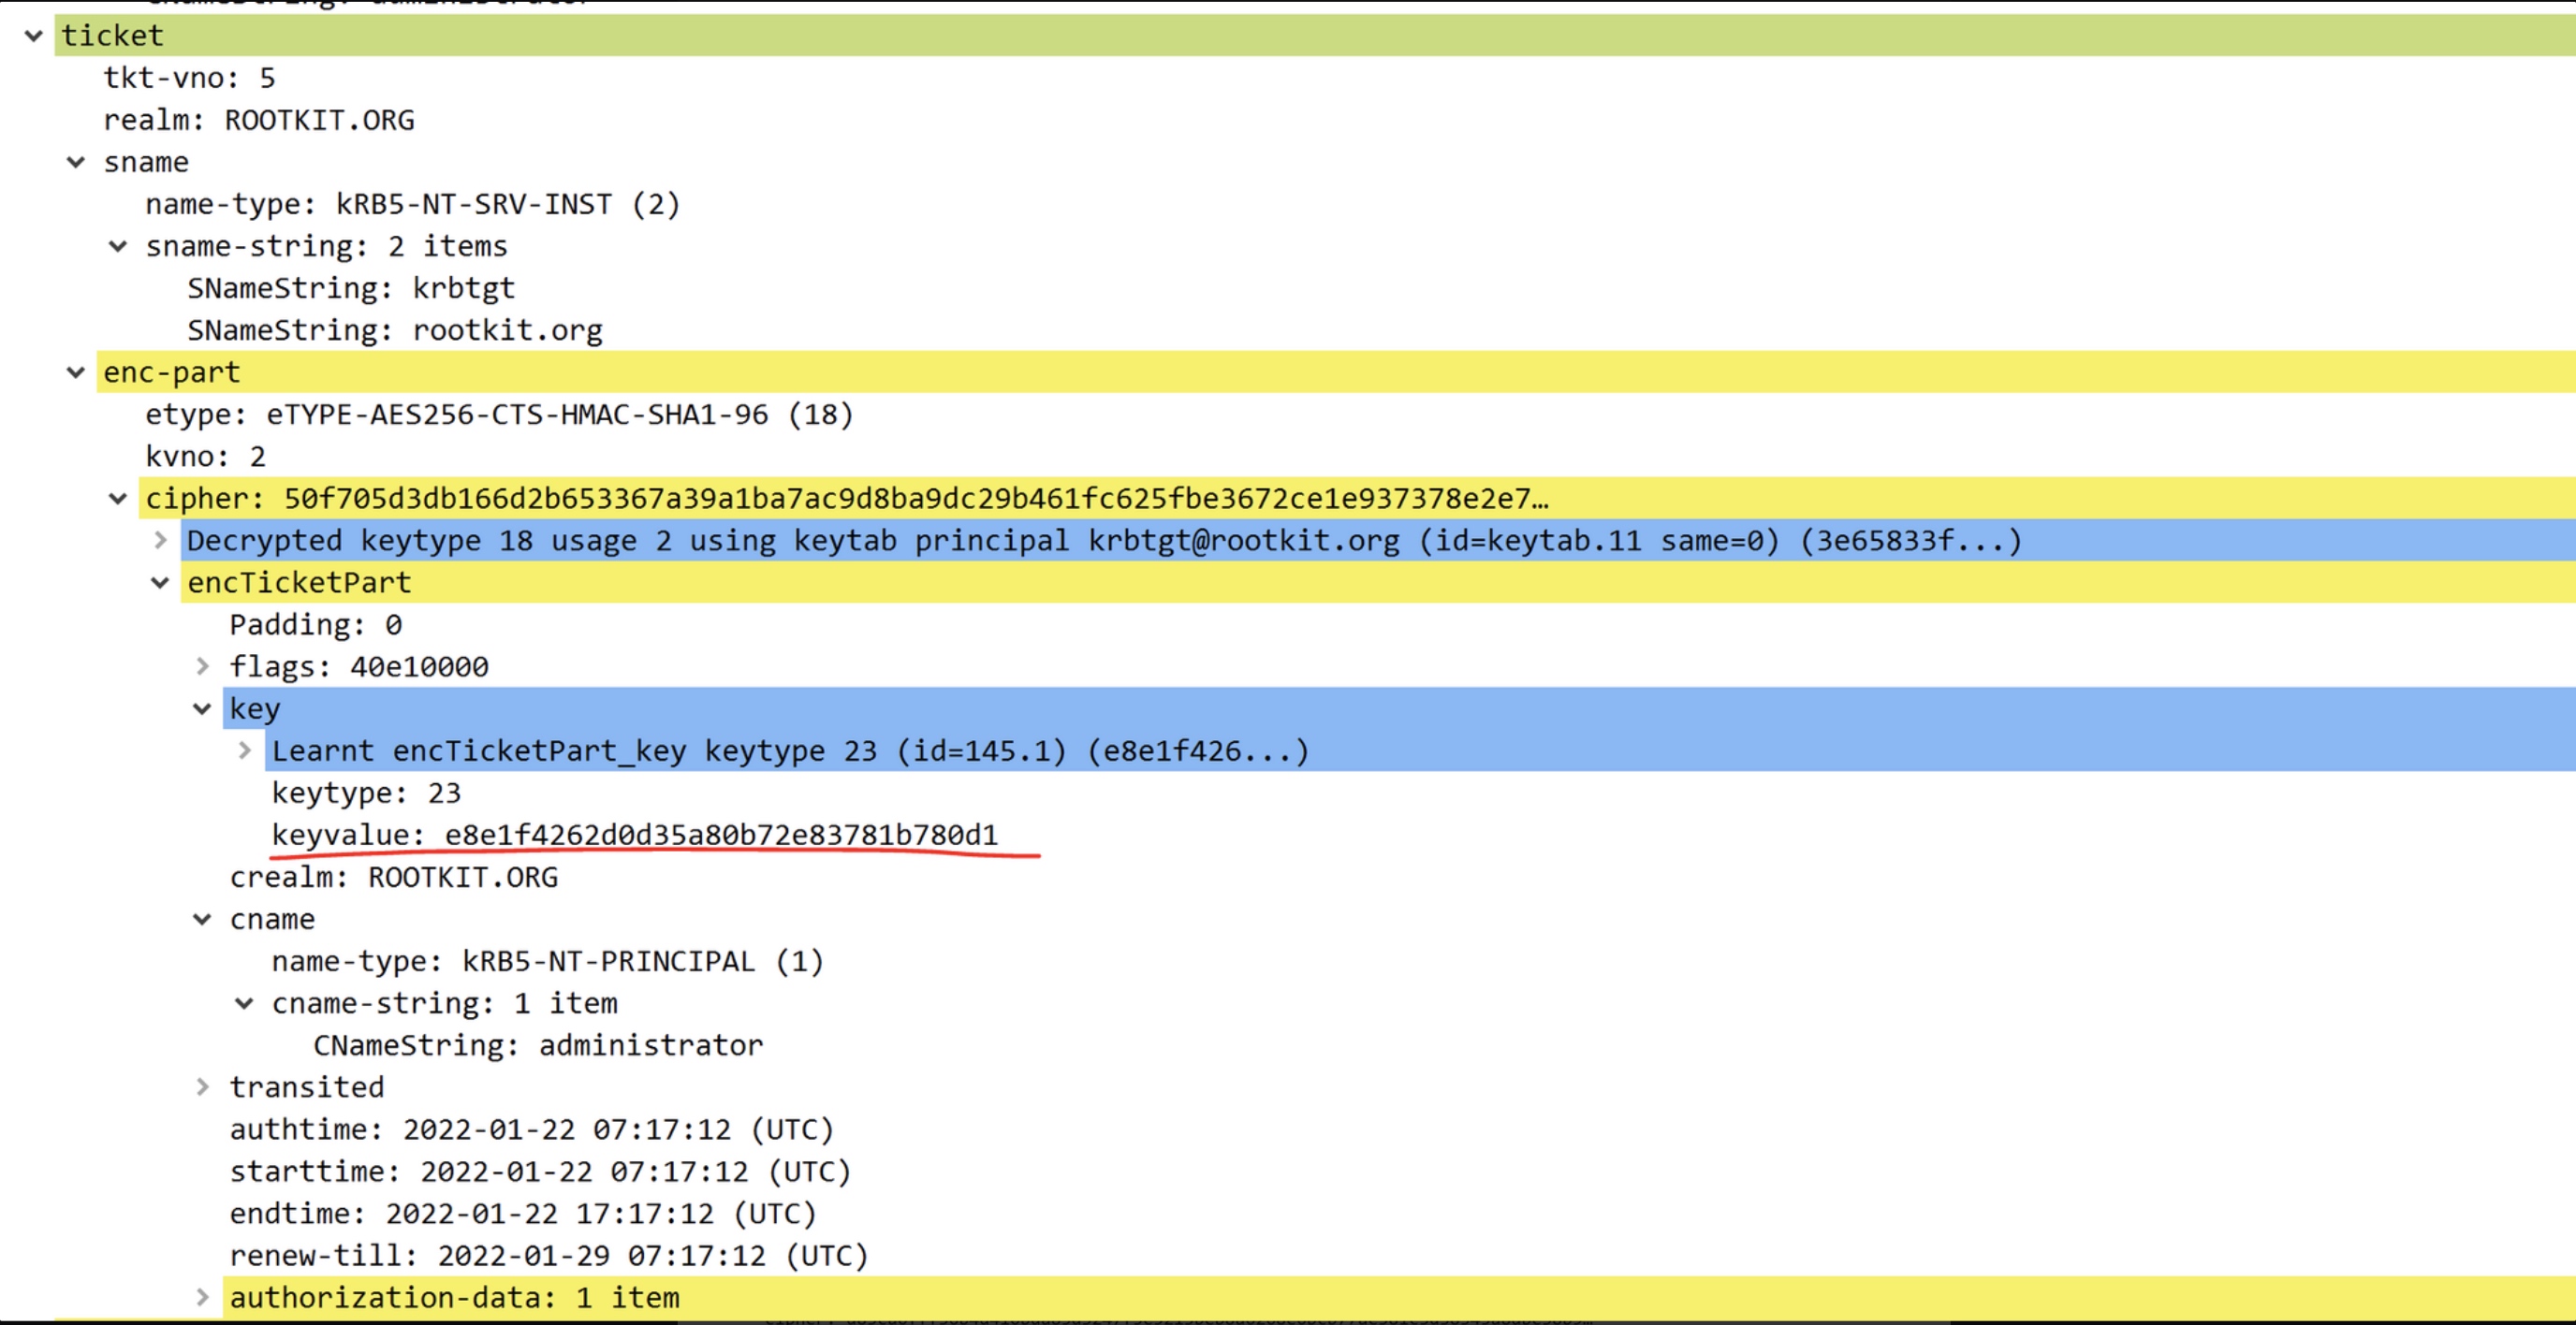 ticket
tkt-vno: 5
realm: ROOTKIT.ORG
sname
name-type: kRB5-NT-SRV-INST (2)
sname-string: 2 items
SNameString: krbtgt
SNameString: rootkit.org
enc-part
etype: eTYPE-AES256-CTS-HMAC-SHA1-96 (18)
kvno: 2
cipher: 50f705d3db166d2b653367a39a1ba7ac9d8ba9dc29b461fc625fbe3672ce1e937378e2e7…
Decrypted keytype 18 usage 2 using keytab principal krbtgt@rootkit.org (id=keytab.11 same=0) (3e65833f...)
encTicketPart
Padding: 0
flags: 40e10000
key
Learnt encTicketPart_key keytype 23 (id=145.1) (e8e1f426...)
keytype: 23
keyvalue: e8e1f4262d0d35a80b72e83781b780d1
crealm: ROOTKIT.ORG
cname
name-type: kRB5-NT-PRINCIPAL (1)
cname-string: 1 item
CNameString: administrator
transited
authtime: 2022-01-22 07:17:12 (UTC)
starttime: 2022-01-22 07:17:12 (UTC)
endtime: 2022-01-22 17:17:12 (UTC)
renew-till: 2022-01-29 07:17:12 (UTC)
authorization-data: 1 item